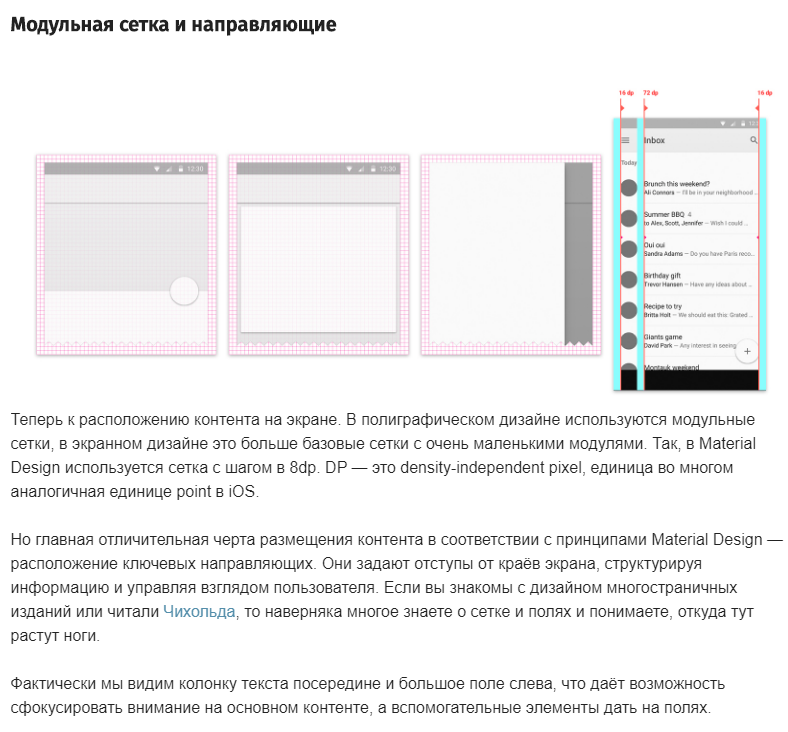 Модульная сетка и направляющие
16 dp 72 dp 16 dp
12:30
12:30
Inbox
Today
Brunch this weekend?
Ali Connors — I'll be in your neighborhood ...
Summer BBQ 4
to Alex, Scott, Jennifer — Wish I could ...
Oui oui
Sandra Adams — Do you have Paris reco...
Birthday gift
Trevor Hansen — Have any ideas about ...
Recipe to try
Britta Holt — We should eat this: Grated ...
Giants game
David Park — Any interest in seeing
Montauk weekend
Теперь к расположению контента на экране. В полиграфическом дизайне используются модульные
сетки, в экранном дизайне это больше базовые сетки с очень маленькими модулями. Так, в Material
Design используется сетка с шагом в 8dp. DP — это density-independent pixel, единица во многом
аналогичная единице point в iOS.
Но главная отличительная черта размещения контента в соответствии с принципами Material Design —
расположение ключевых направляющих. Они задают отступы от краёв экрана, структурируя
информацию и управляя взглядом пользователя. Если вы знакомы с дизайном многостраничных
изданий или читали Чихольда, то наверняка многое знаете о сетке и полях и понимаете, откуда тут
растут ноги.
Фактически мы видим колонку текста посередине и большое поле слева, что даёт возможность
сфокусировать внимание на основном контенте, а вспомогательные элементы дать на полях.